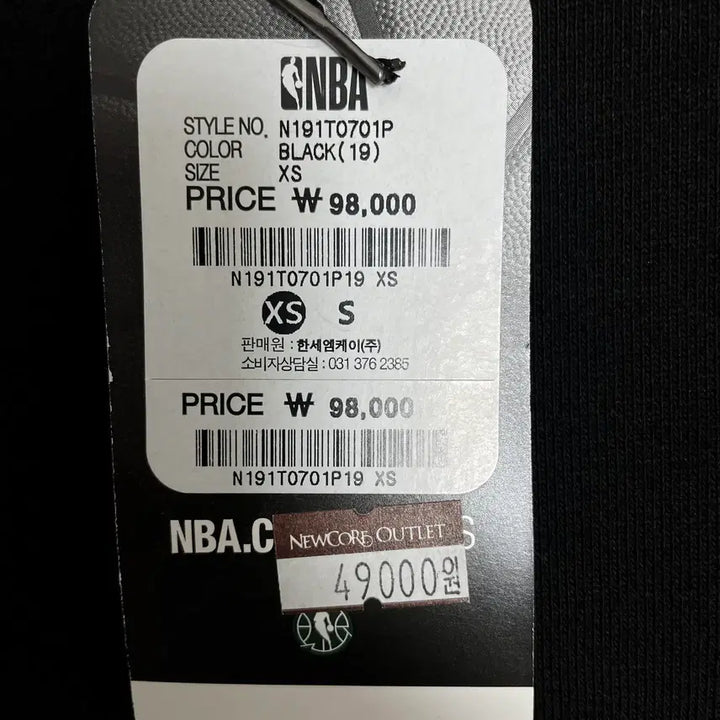 NBA
STYLE NO. N191T0701P
COLOR BLACK(19)
SIZE XS
PRICE ₩ 98,000
N191T0701P19 XS
XS S
판매원 : 한세엠케이(주)
소비자상담실 : 031 376 2385
PRICE ₩ 98,000
N191T0701P19 XS
NBA.C S
NEWCORE OUTLET
49000원